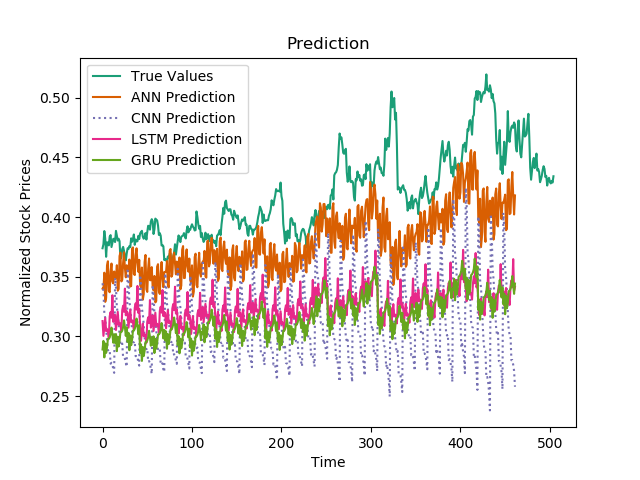 Prediction
True Values
ANN Prediction
CNN Prediction
LSTM Prediction
GRU Prediction
Normalized Stock Prices
0.50
0.45
0.40
0.35
0.30
0.25
0
100
200
300
400
500
Time